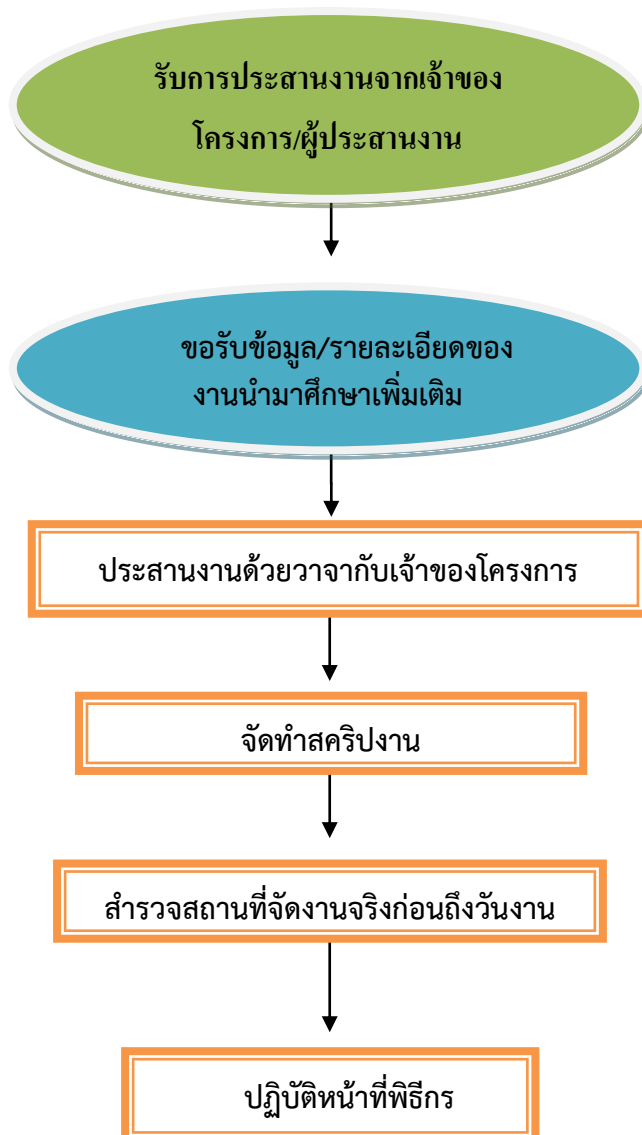 รับการประสานงานจากเจ้าของ
โครงการ/ผู้ประสานงาน
ขอรับข้อมูล/รายละเอียดของ
งานนำมาศึกษาเพิ่มเติม
ประสานงานด้วยวาจากับเจ้าของโครงการ
จัดทำสคริปงาน
สำรวจสถานที่จัดงานจริงก่อนถึงวันงาน
ปฏิบัติหน้าที่พิธีกร